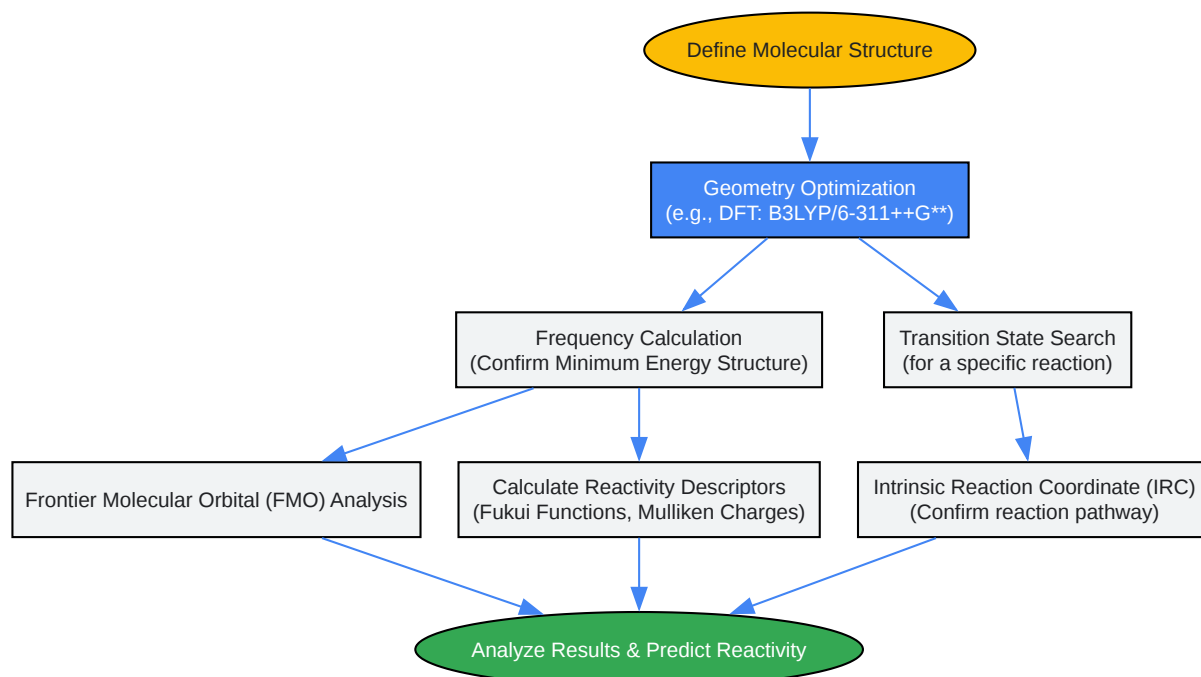 Define Molecular Structure
Geometry Optimization
(e.g., DFT: B3LYP/6-311++G**)
Frequency Calculation
(Confirm Minimum Energy Structure)
Transition State Search
(for a specific reaction)
Frontier Molecular Orbital (FMO) Analysis
Calculate Reactivity Descriptors
(Fukui Functions, Mulliken Charges)
Intrinsic Reaction Coordinate (IRC)
(Confirm reaction pathway)
Analyze Results & Predict Reactivity